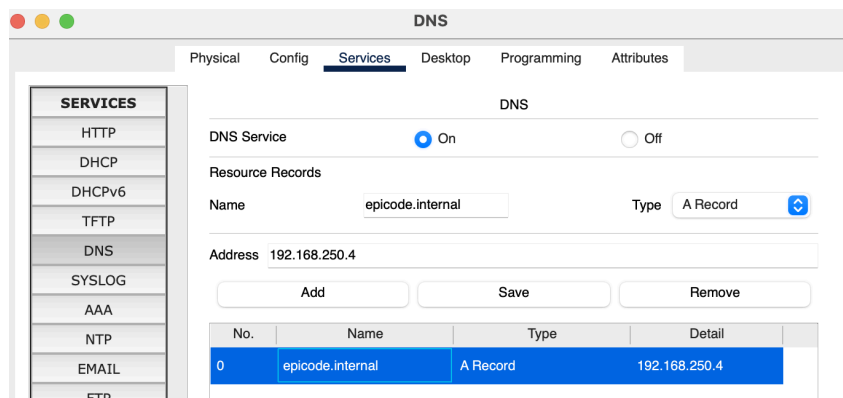 DNS
Physical Config Services Desktop Programming Attributes
SERVICES
HTTP
DHCP
DHCPv6
TFTP
DNS
SYSLOG
AAA
NTP
EMAIL
FTP
DNS
DNS Service On Off
Resource Records
Name epicode.internal Type A Record
Address 192.168.250.4
Add Save Remove
No. Name Type Detail
0 epicode.internal A Record 192.168.250.4